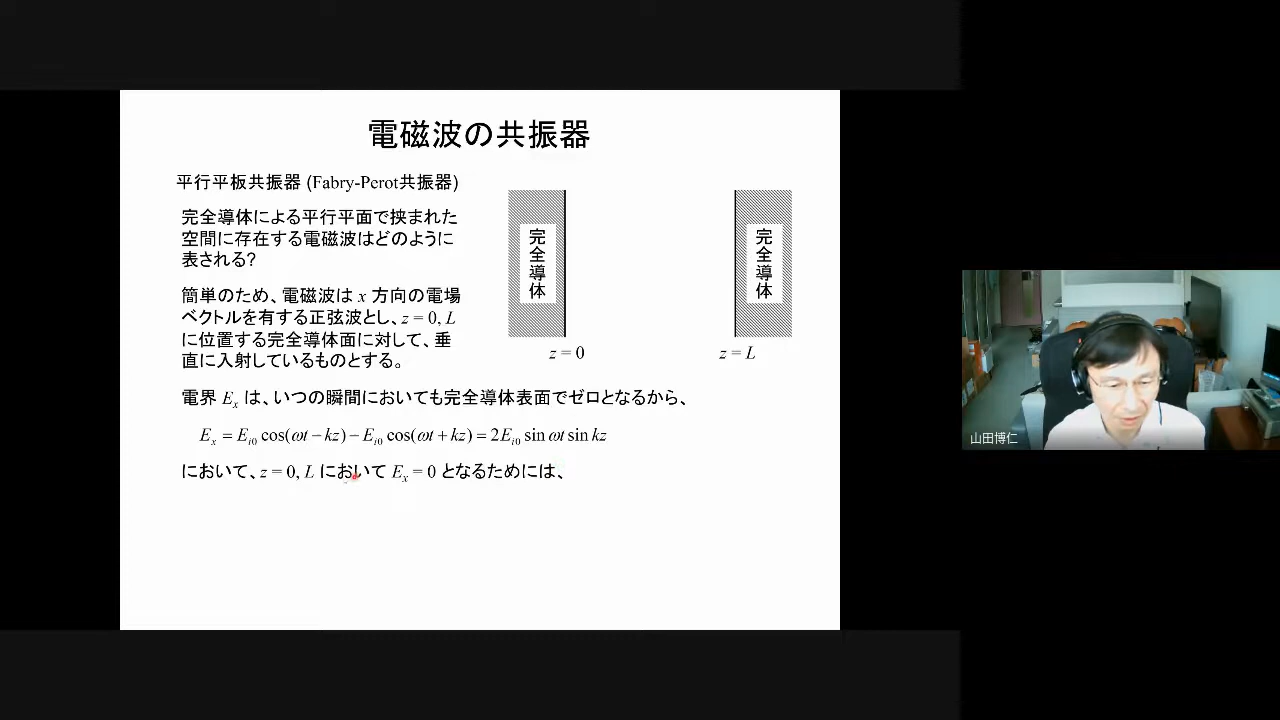 電磁波の共振器
平行平板共振器 (Fabry-Perot共振器)
完全導体による平行平面で挟まれた
空間に存在する電磁波はどのように
表される?
簡単のため、電磁波は x 方向の電場
ベクトルを有する正弦波とし、z = 0, L
に位置する完全導体面に対して、垂
直に入射しているものとする。
完全導体
完全導体
z = 0
z = L
電界 Ex は、いつの瞬間においても完全導体表面でゼロとなるから、
Ex = Ei0 cos(ωt − kz) − Ei0 cos(ωt + kz) = 2Ei0 sin ωt sin kz
において、z = 0, L において Ex = 0 となるためには、
山田博仁